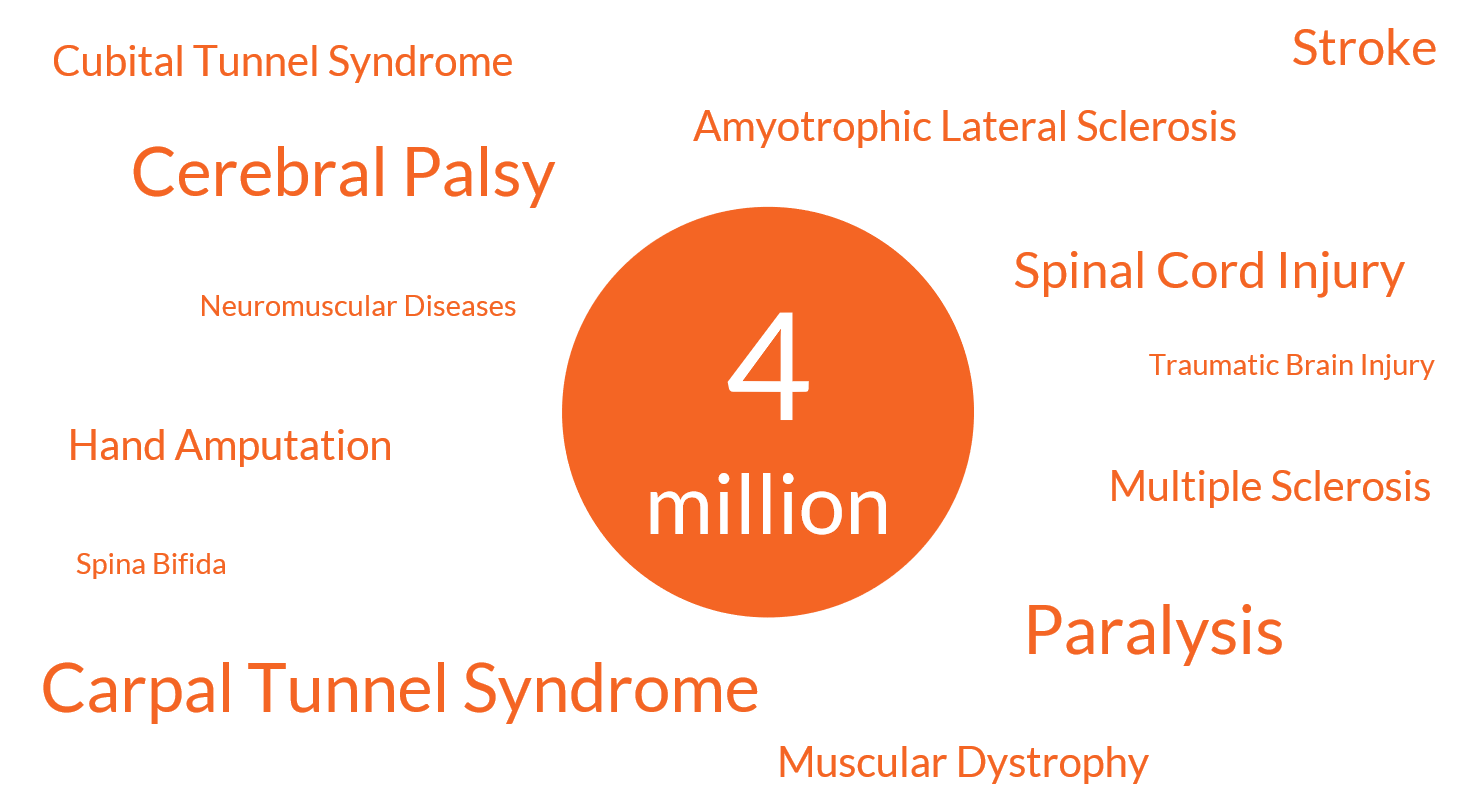 Stroke
Cubital Tunnel Syndrome
Amyotrophic Lateral Sclerosis
Cerebral Palsy
Spinal Cord Injury
Neuromuscular Diseases
4
million
Traumatic Brain Injury
Hand Amputation
Multiple Sclerosis
Spina Bifida
Paralysis
Carpal Tunnel Syndrome
Muscular Dystrophy